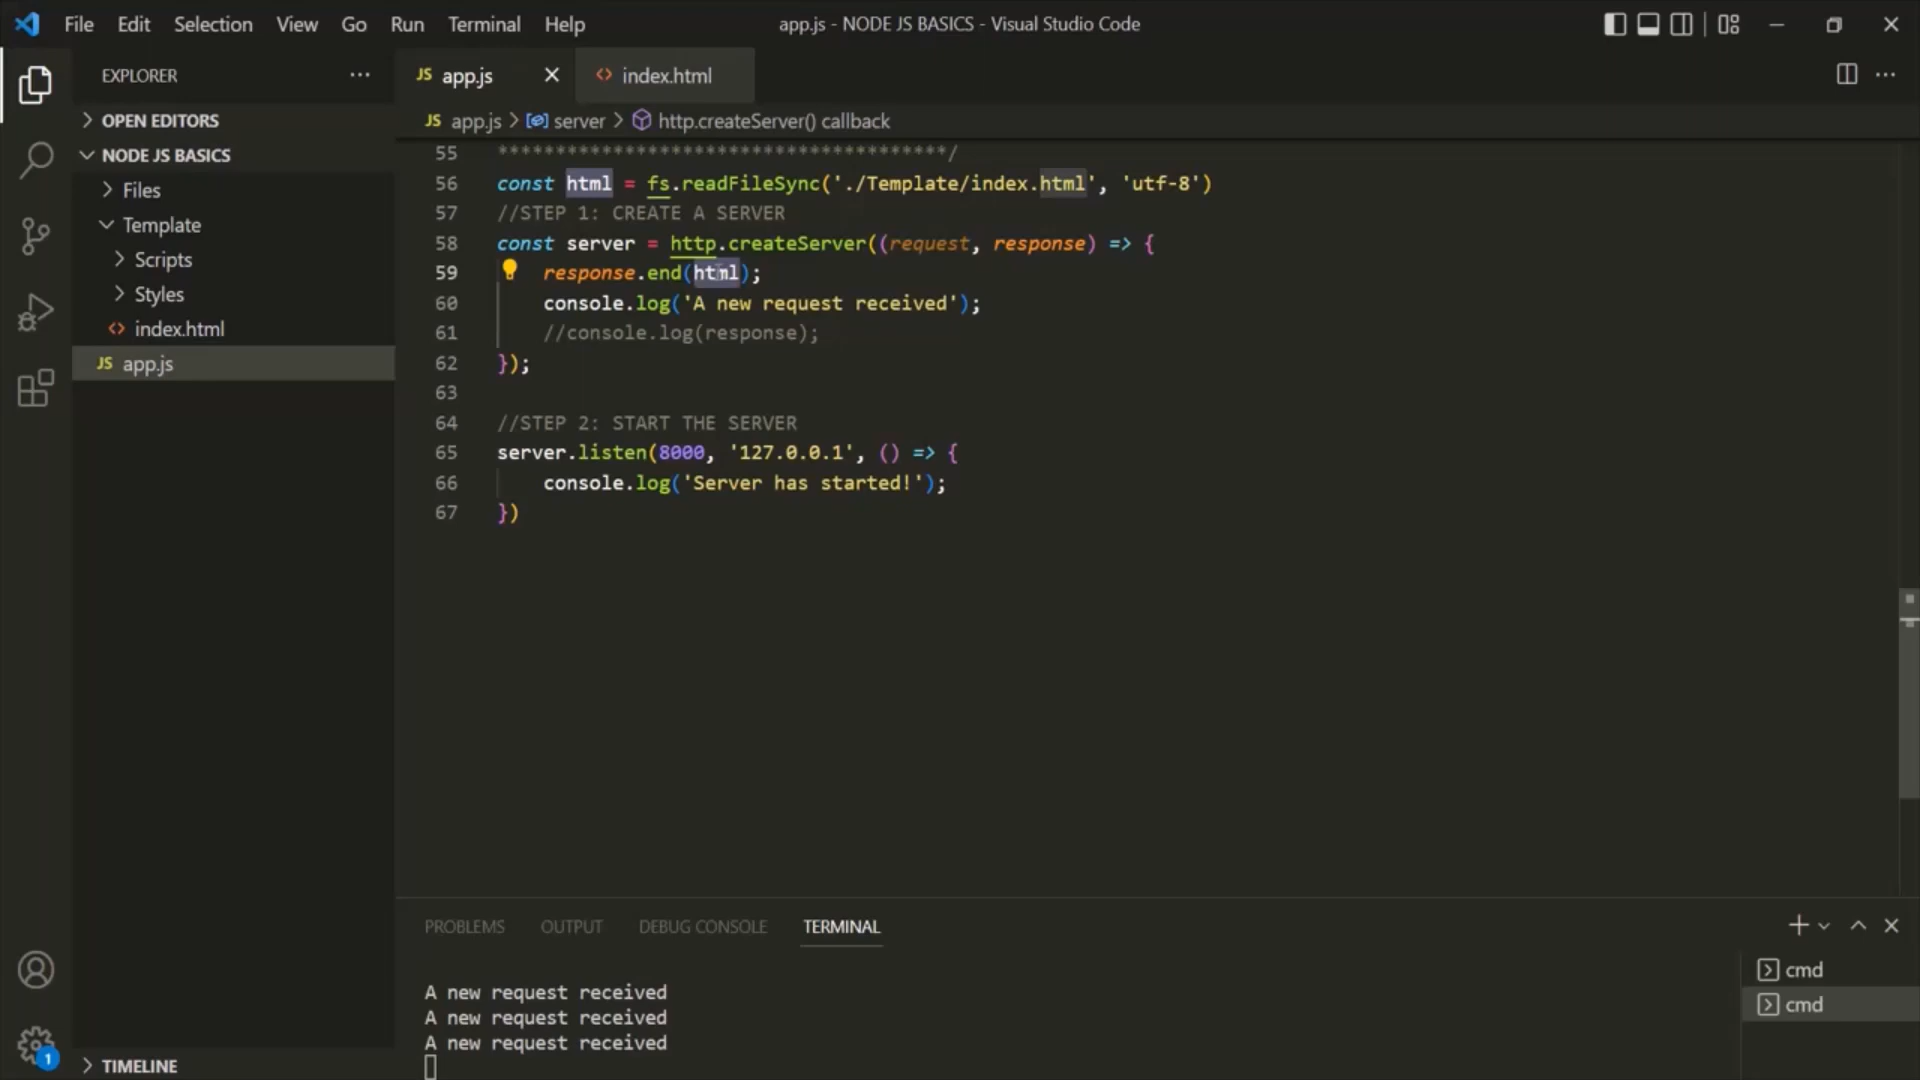 File Edit Selection View Go Run Terminal Help
app.js - NODE JS BASICS - Visual Studio Code
EXPLORER
OPEN EDITORS
NODE JS BASICS
Files
Template
Scripts
Styles
index.html
JS app.js
1
TIMELINE
JS app.js
index.html
JS app.js > server > http.createServer() callback
55 ***************************************/
56 const html = fs.readFileSync('./Template/index.html', 'utf-8')
57 //STEP 1: CREATE A SERVER
58 const server = http.createServer((request, response) => {
59 response.end(html);
60 console.log('A new request received');
61 //console.log(response);
62 });
63
64 //STEP 2: START THE SERVER
65 server.listen(8000, '127.0.0.1', () => {
66 console.log('Server has started!');
67 })
PROBLEMS OUTPUT DEBUG CONSOLE TERMINAL
A new request received
A new request received
A new request received
cmd
cmd